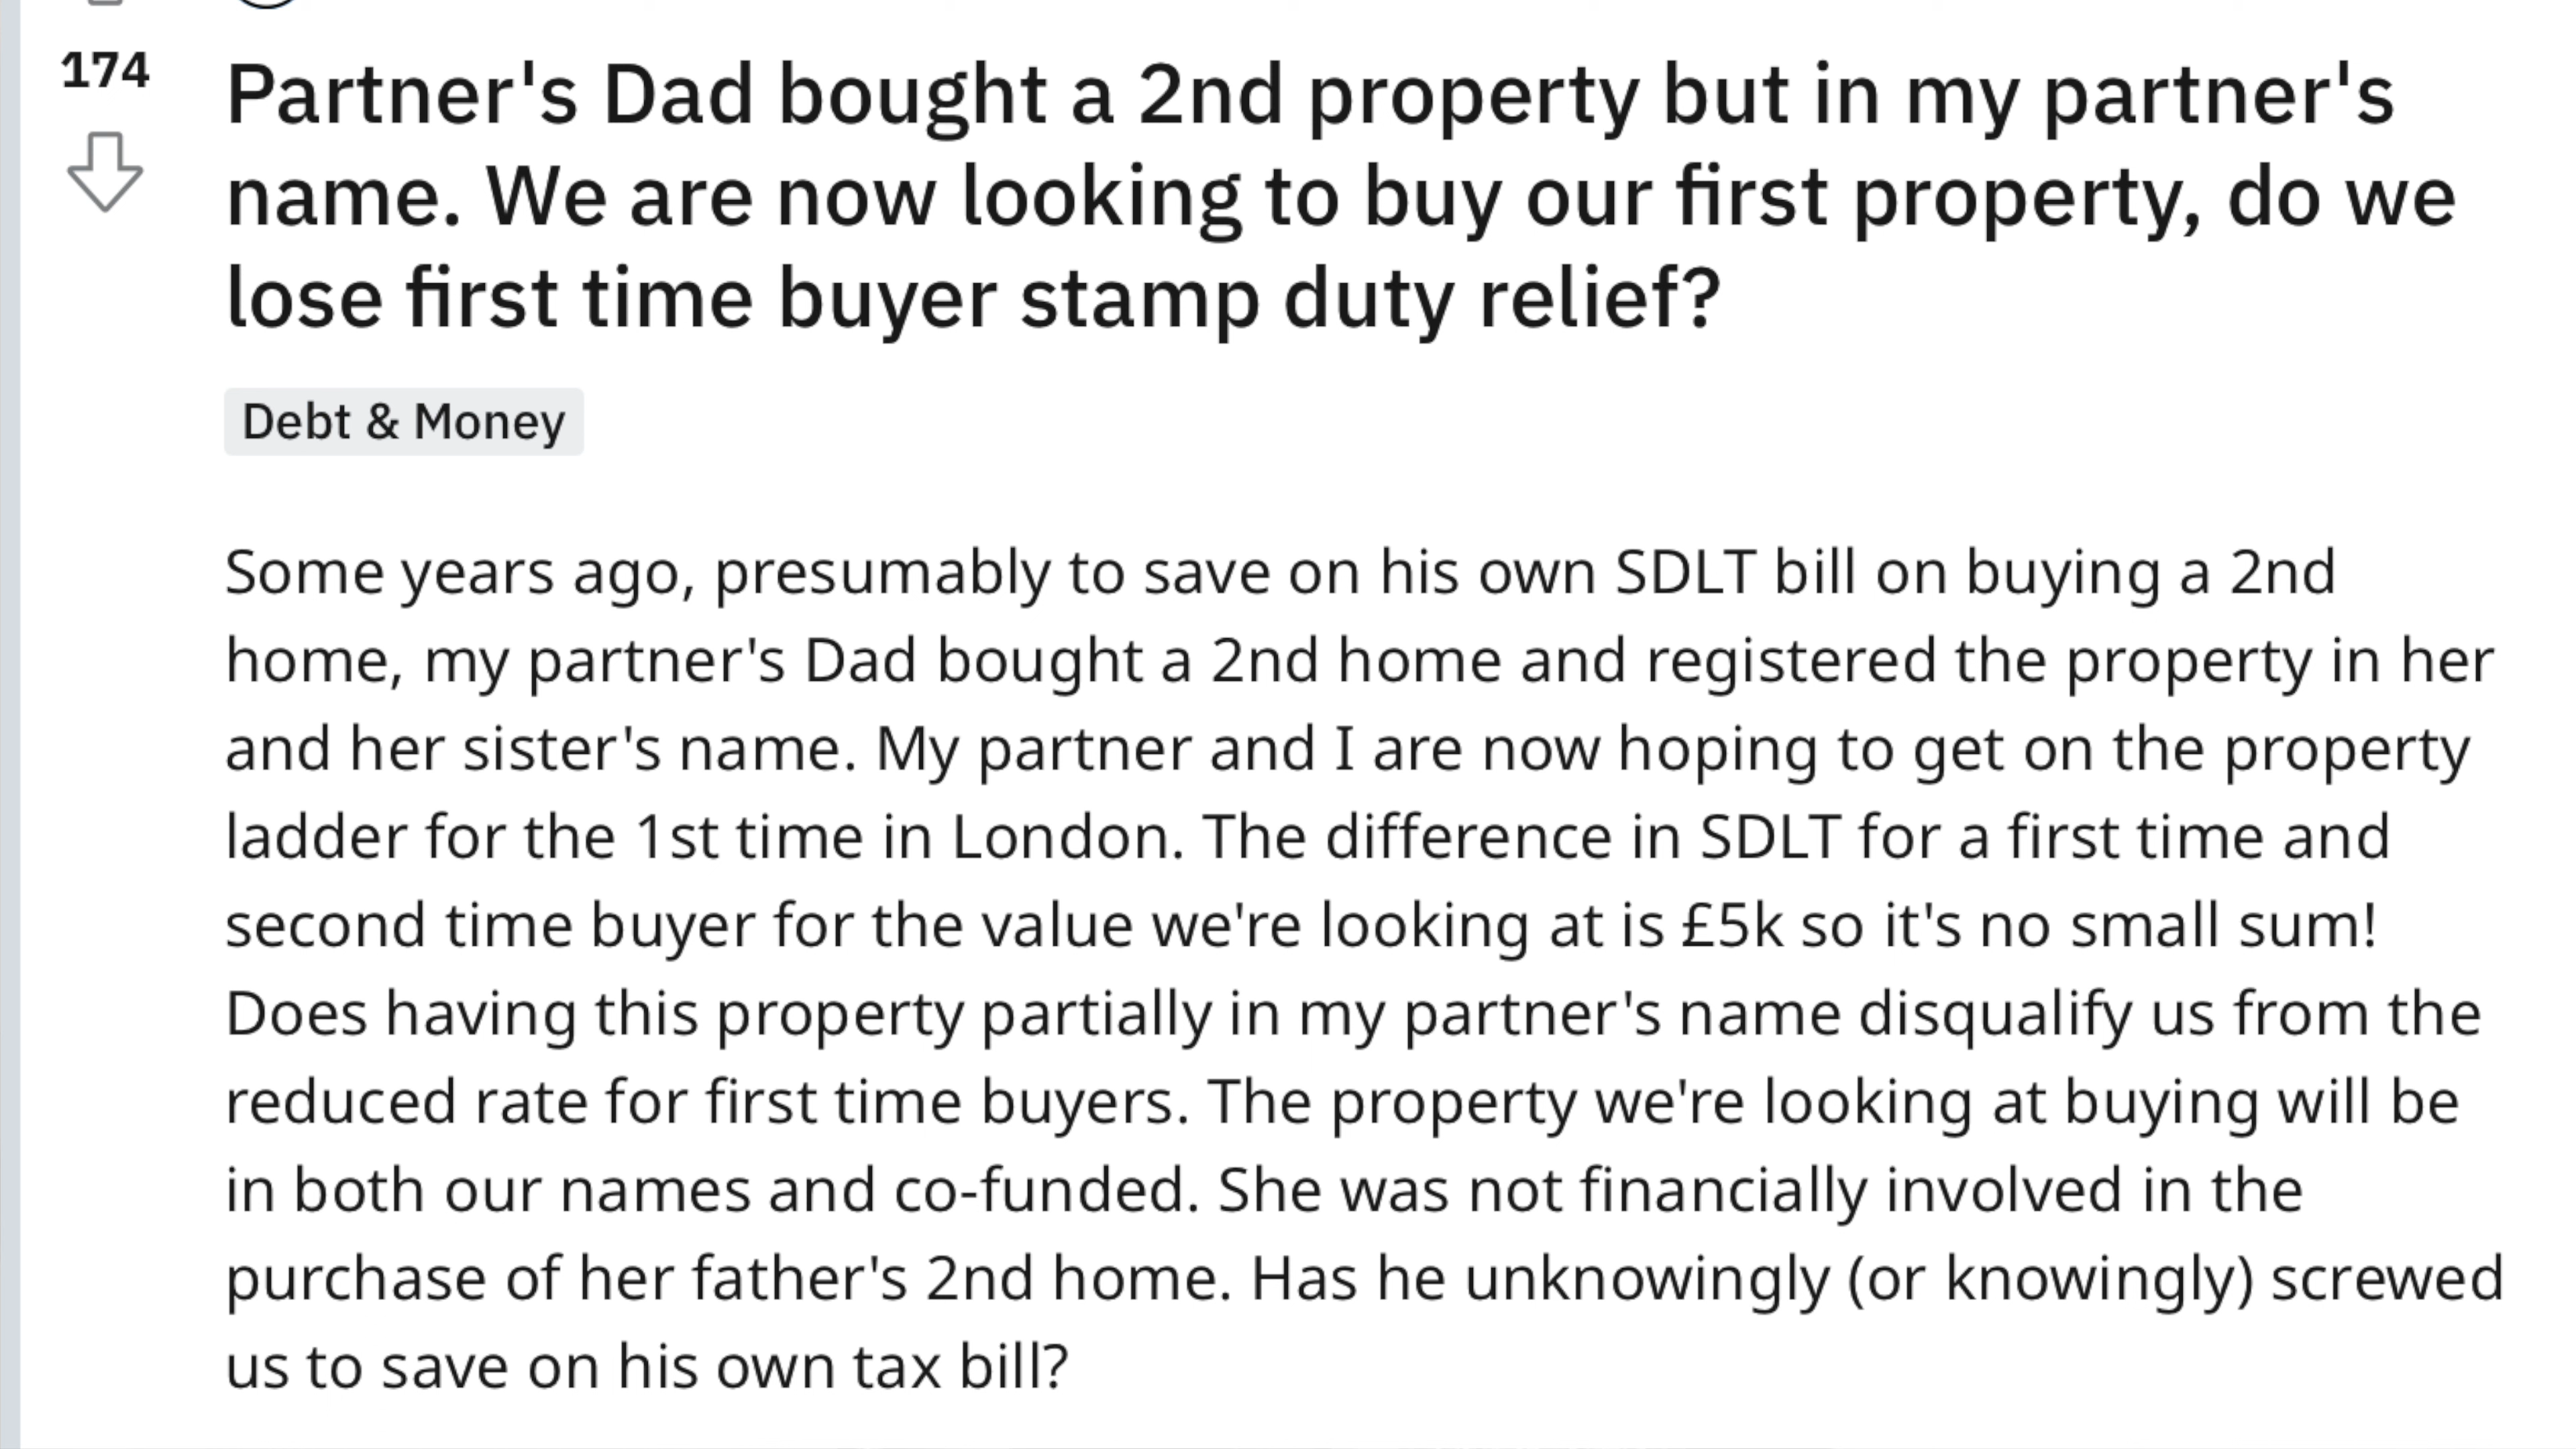 174
Partner's Dad bought a 2nd property but in my partner's
name. We are now looking to buy our first property, do we
lose first time buyer stamp duty relief?
Debt & Money
Some years ago, presumably to save on his own SDLT bill on buying a 2nd
home, my partner's Dad bought a 2nd home and registered the property in her
and her sister's name. My partner and I are now hoping to get on the property
ladder for the 1st time in London. The difference in SDLT for a first time and
second time buyer for the value we're looking at is £5k so it's no small sum!
Does having this property partially in my partner's name disqualify us from the
reduced rate for first time buyers. The property we're looking at buying will be
in both our names and co-funded. She was not financially involved in the
purchase of her father's 2nd home. Has he unknowingly (or knowingly) screwed
us to save on his own tax bill?